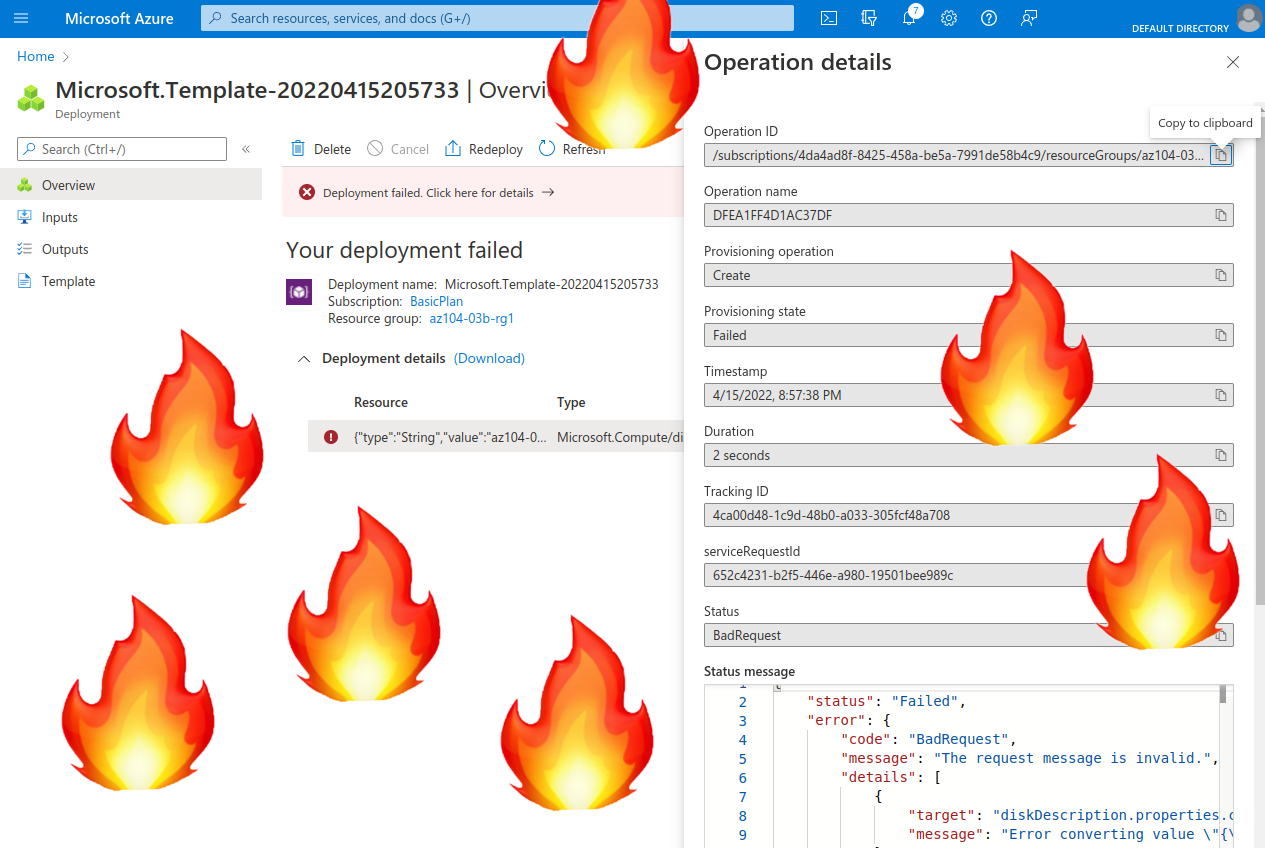 Microsoft Azure
Search resources, services, and docs (G+/)
7
DEFAULT DIRECTORY
Home
Microsoft.Template-20220415205733 | Overvi
Deployment
Search (Ctrl+/)
«
Overview
Inputs
Outputs
Template
Delete
Cancel
Redeploy
Refresh
Deployment failed. Click here for details →
Your deployment failed
Deployment name: Microsoft.Template-20220415205733
Subscription: BasicPlan
Resource group: az104-03b-rg1
Deployment details (Download)
Resource Type
{"type":"String","value":"az104-0... Microsoft.Compute/di
Operation details
Copy to clipboard
Operation ID
/subscriptions/4da4ad8f-8425-458a-be5a-7991de58b4c9/resourceGroups/az104-03...
Operation name
DFEA1FF4D1AC37DF
Provisioning operation
Create
Provisioning state
Failed
Timestamp
4/15/2022, 8:57:38 PM
Duration
2 seconds
Tracking ID
4ca00d48-1c9d-48b0-a033-305fcf48a708
serviceRequestId
652c4231-b2f5-446e-a980-19501bee989c
Status
BadRequest
Status message
1 {
2 "status": "Failed",
3 "error": {
4 "code": "BadRequest",
5 "message": "The request message is invalid.",
6 "details": [
7 {
8 "target": "diskDescription.properties.c
9 "message": "Error converting value \"{\